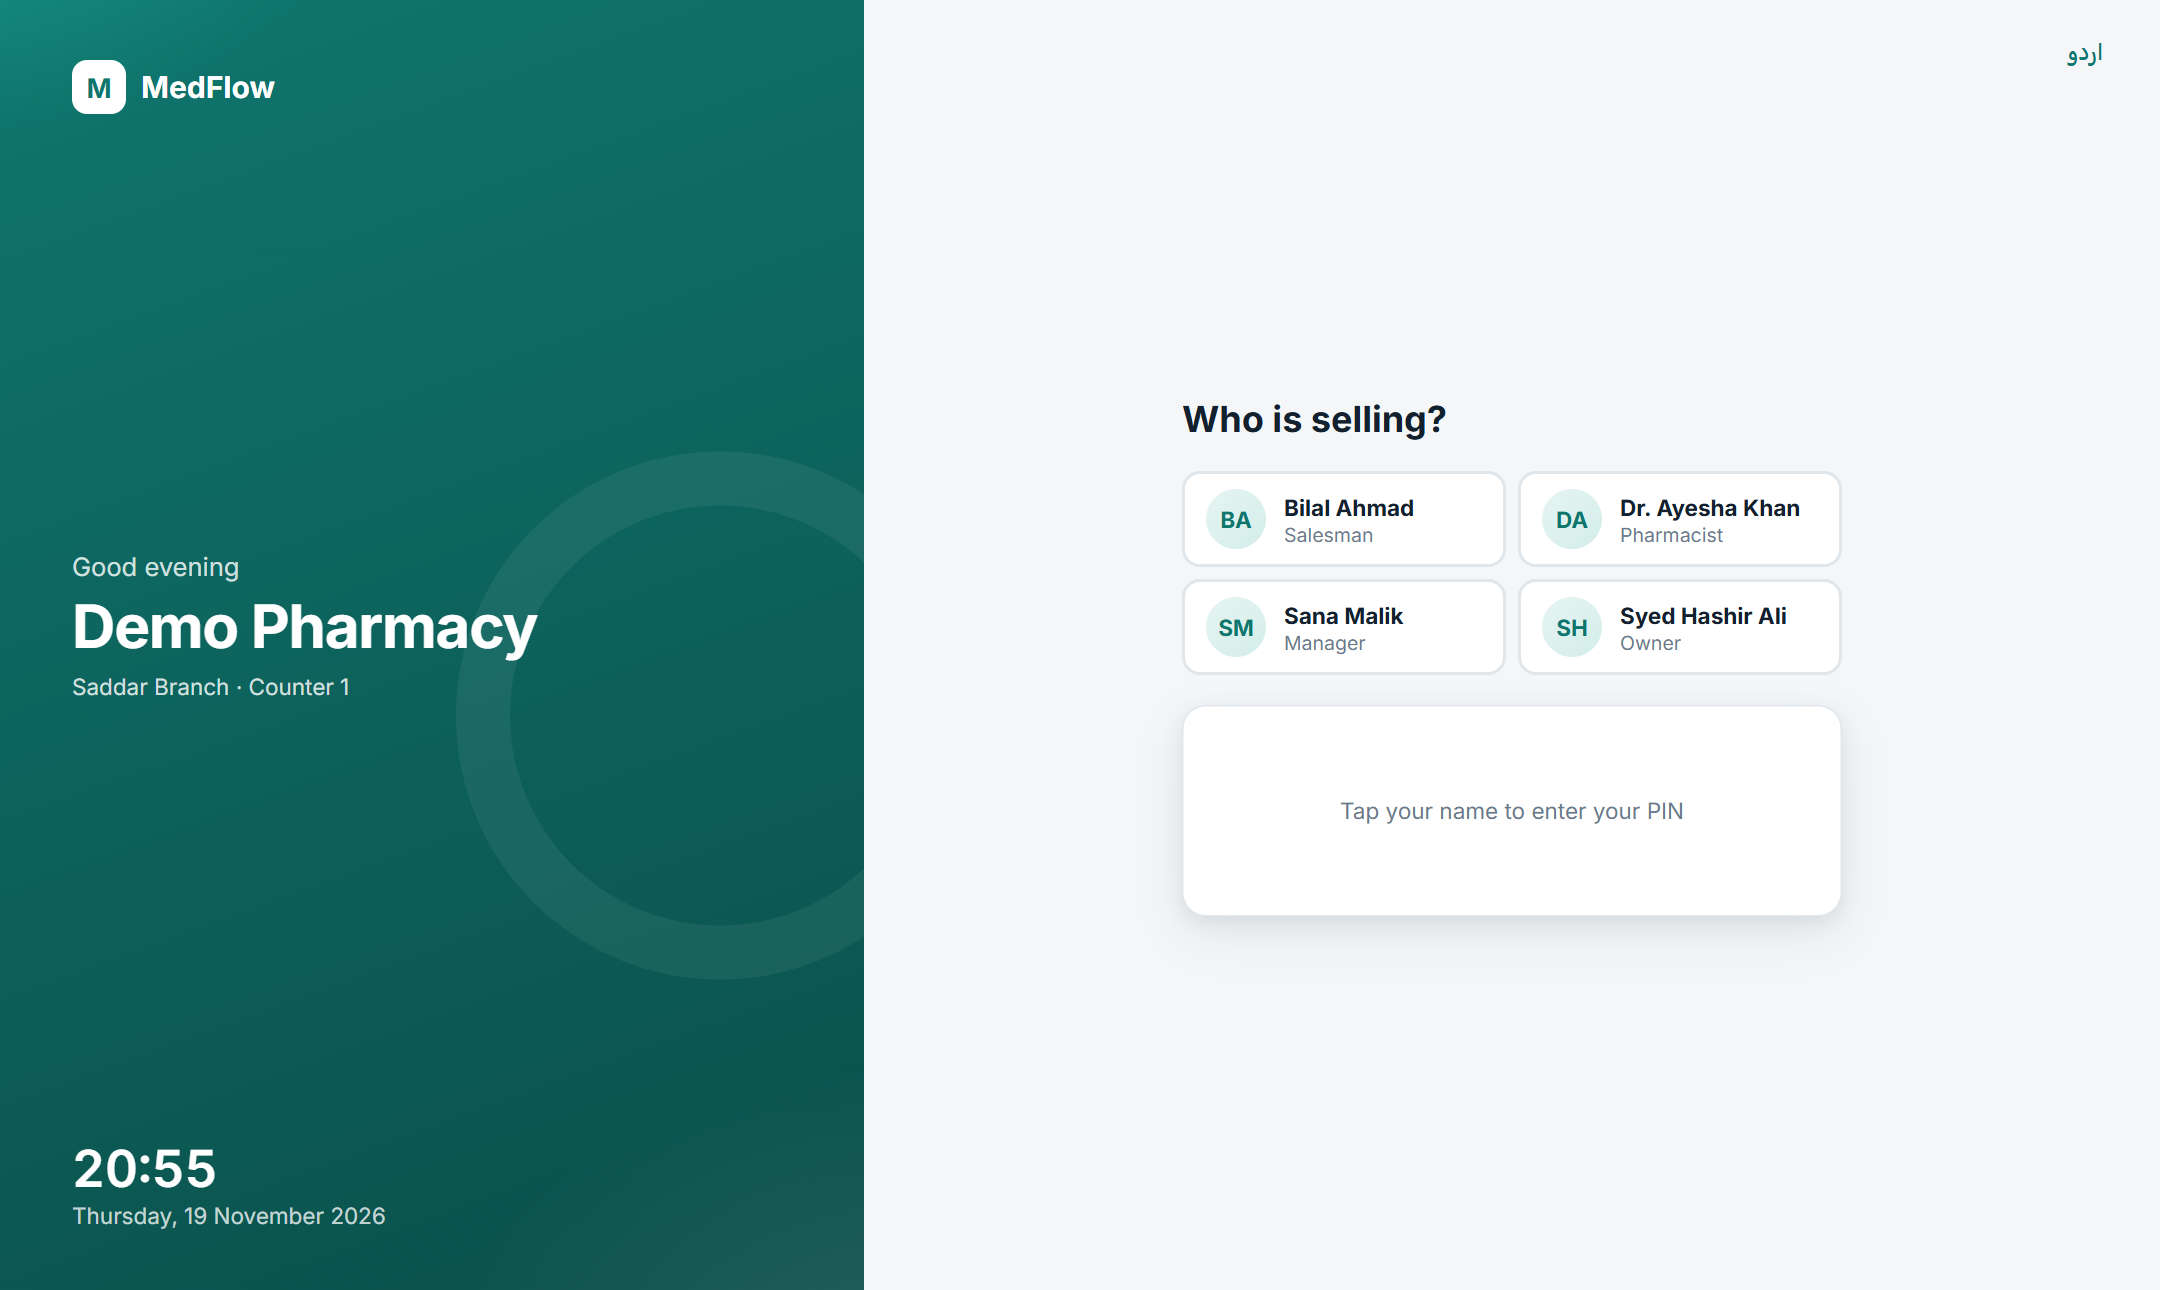 M MedFlow
Good evening
Demo Pharmacy
Saddar Branch · Counter 1
20:55
Thursday, 19 November 2026
اردو
Who is selling?
BA Bilal Ahmad
Salesman
DA Dr. Ayesha Khan
Pharmacist
SM Sana Malik
Manager
SH Syed Hashir Ali
Owner
Tap your name to enter your PIN